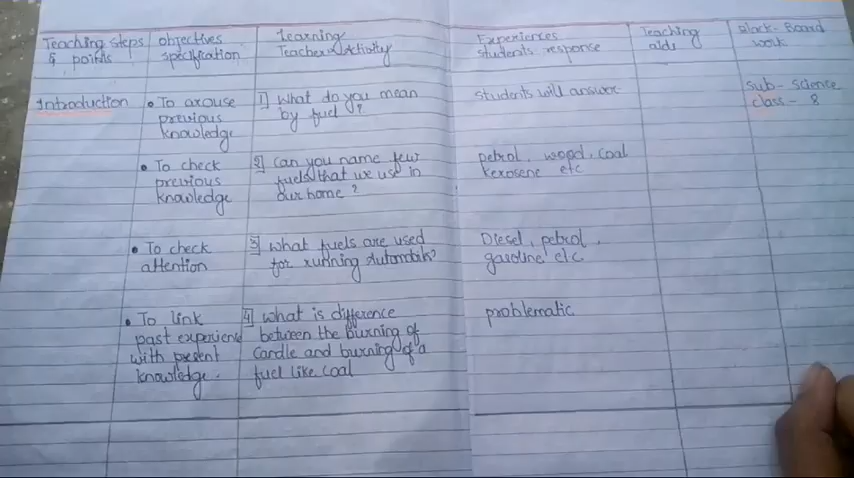 Teaching steps
& points
objectives
specification
Learning
Teacher Activity
Experiences
students response
Teaching
aids
Black-Board
work
Introduction
• To arouse
previous
knowledge
1] What do you mean
by fuel ?
students will answer
Sub - Science
class - 8
• To check
previous
knowledge
2] can you name few
fuels that we use in
our home ?
petrol, wood, coal
kerosene etc
• To check
attention
3] what fuels are used
for running Automobile?
Diesel, petrol,
gasoline etc
• To link
past experience
with present
knowledge.
4] what is difference
between the burning of
candle and burning of a
fuel like coal
problematic